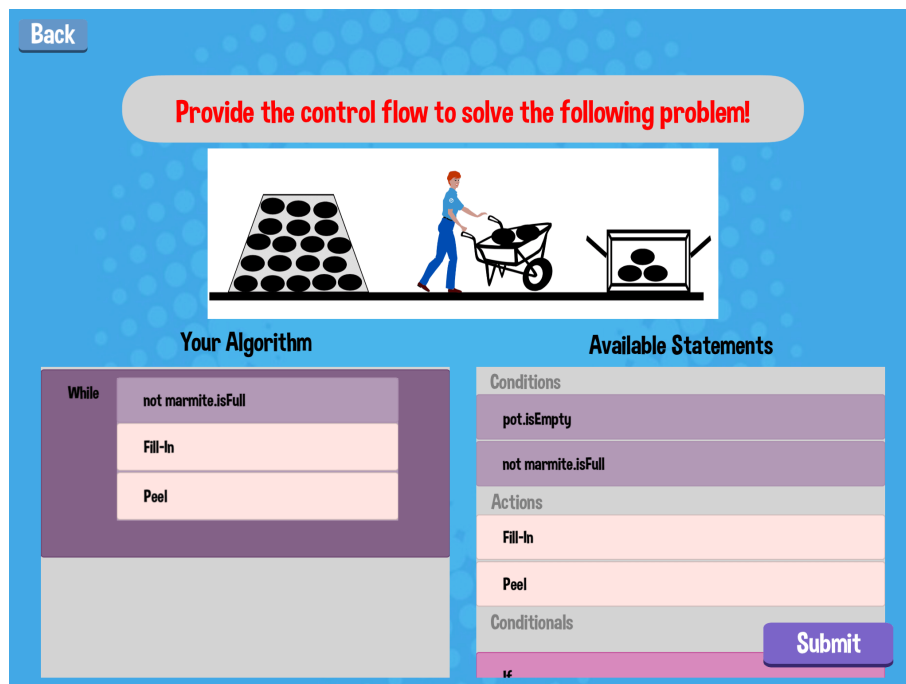 Back
Provide the control flow to solve the following problem!
Your Algorithm
Available Statements
While
not marmite.isFull
Fill-In
Peel
Conditions
pot.isEmpty
not marmite.isFull
Actions
Fill-In
Peel
Conditionals
If
Submit